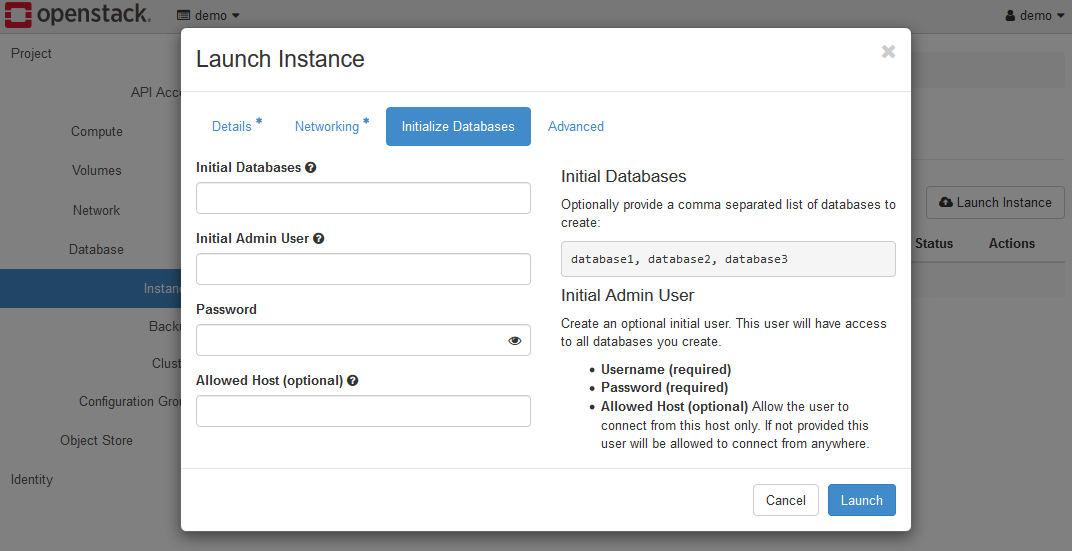 openstack.
demo
demo
Project
API Acc
Compute
Volumes
Network
Database
Instan
Back
Clust
Configuration Gro
Object Store
Identity
Launch Instance
Status
Actions
Launch Instance
Details *
Networking *
Initialize Databases
Advanced
Initial Databases
Initial Admin User
Password
Allowed Host (optional)
Initial Databases
Optionally provide a comma separated list of databases to
create:
database1, database2, database3
Initial Admin User
Create an optional initial user. This user will have access
to all databases you create.
• Username (required)
• Password (required)
• Allowed Host (optional) Allow the user to
connect from this host only. If not provided this
user will be allowed to connect from anywhere.
Cancel
Launch